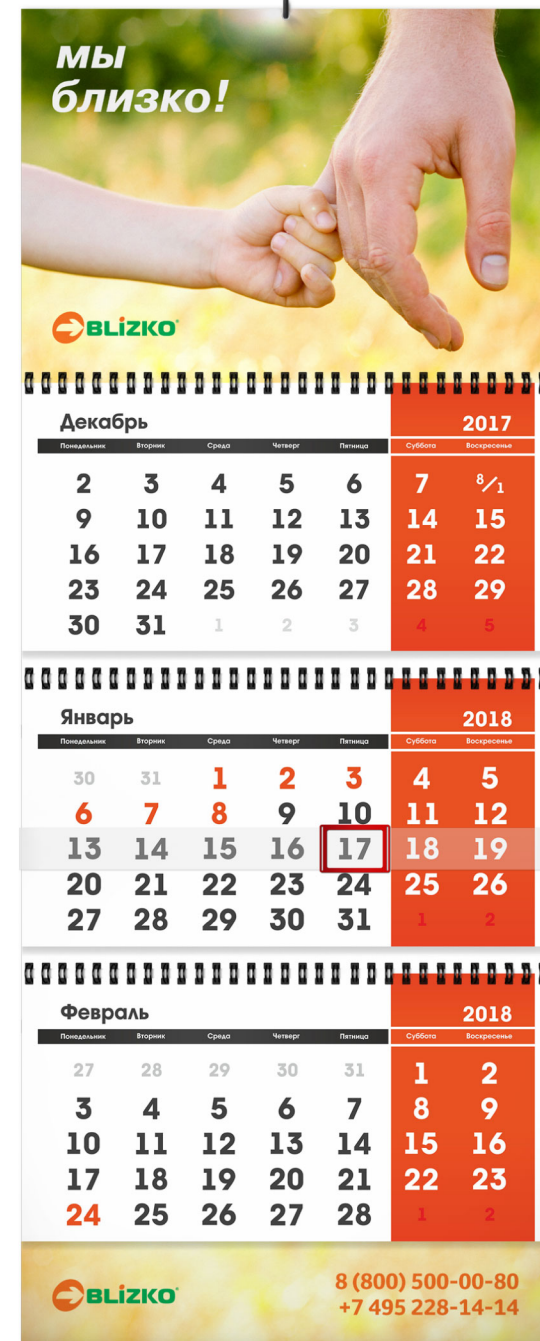 мы
близко!
BLIZKO
Декабрь 2017
Понедельник Вторник Среда Четверг Пятница Суббота Воскресенье
2 3 4 5 6 7 8/1
9 10 11 12 13 14 15
16 17 18 19 20 21 22
23 24 25 26 27 28 29
30 31 1 2 3 4 5
Январь 2018
Понедельник Вторник Среда Четверг Пятница Суббота Воскресенье
30 31 1 2 3 4 5
6 7 8 9 10 11 12
13 14 15 16 17 18 19
20 21 22 23 24 25 26
27 28 29 30 31 1 2
Февраль 2018
Понедельник Вторник Среда Четверг Пятница Суббота Воскресенье
27 28 29 30 31 1 2
3 4 5 6 7 8 9
10 11 12 13 14 15 16
17 18 19 20 21 22 23
24 25 26 27 28 1 2
BLIZKO
8 (800) 500-00-80
+7 495 228-14-14